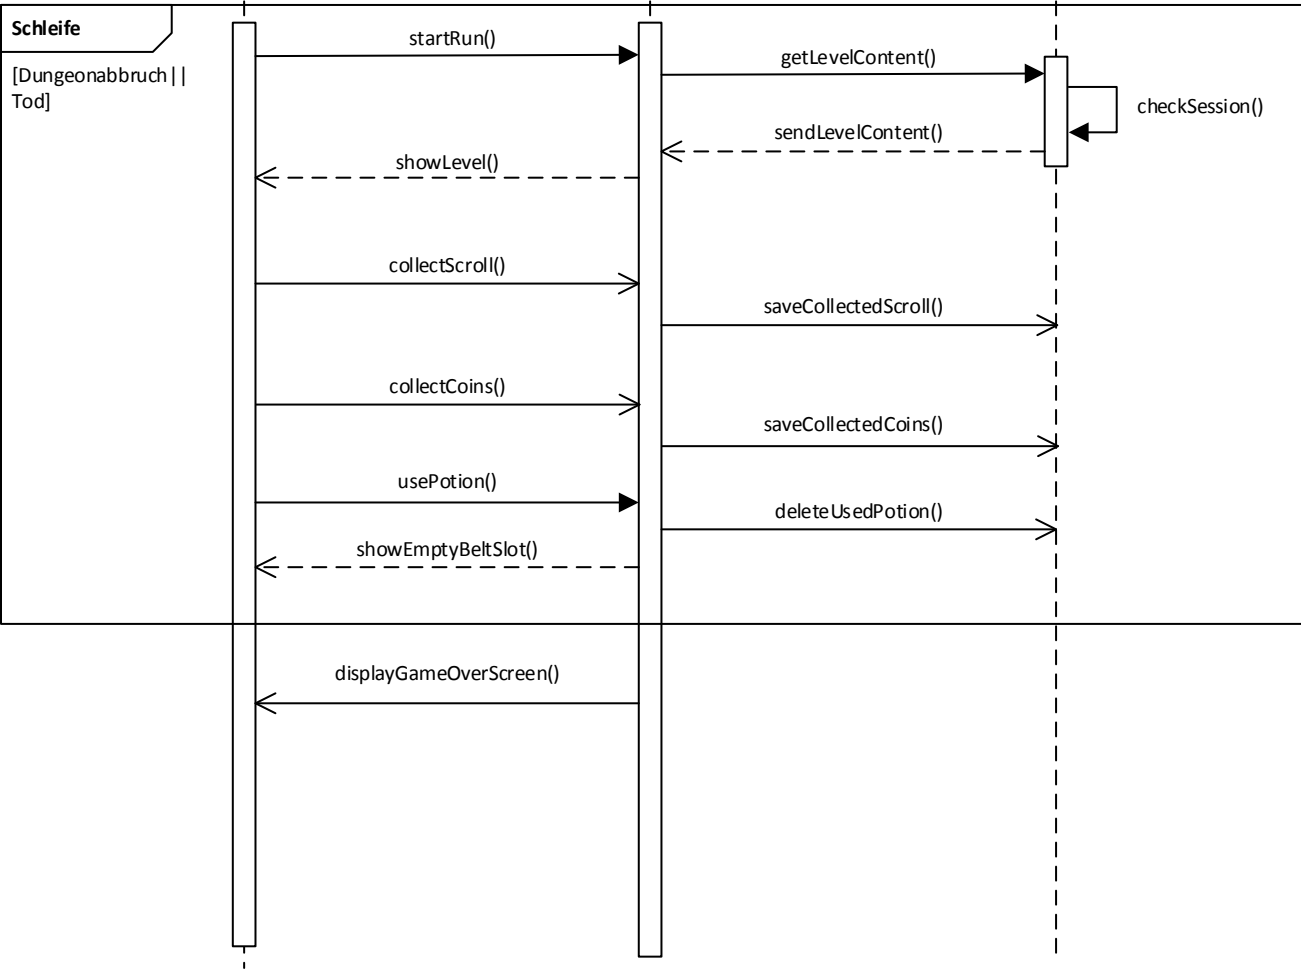 Schleife
[Dungeonabbruch||
Tod]
startRun()
getLevelContent()
checkSession()
sendLevelContent()
showLevel()
collectScroll()
saveCollectedScroll()
collectCoins()
saveCollectedCoins()
usePotion()
deleteUsedPotion()
showEmptyBeltSlot()
displayGameOverScreen()